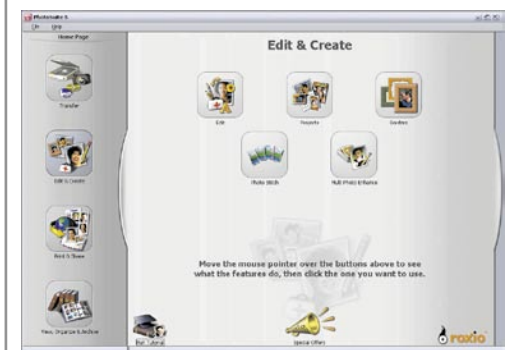 PhotoSuite 5
Home Page
Transfer
Edit & Create
Print & Share
View, Organize & Archive
Edit & Create
Edit
Projects
Borders
Photo Stitch
Multi Photo Enhance
Move the mouse pointer over the buttons above to see
what the features do, then click the one you want to use.
Run Tutorial
Special Offers
roxio